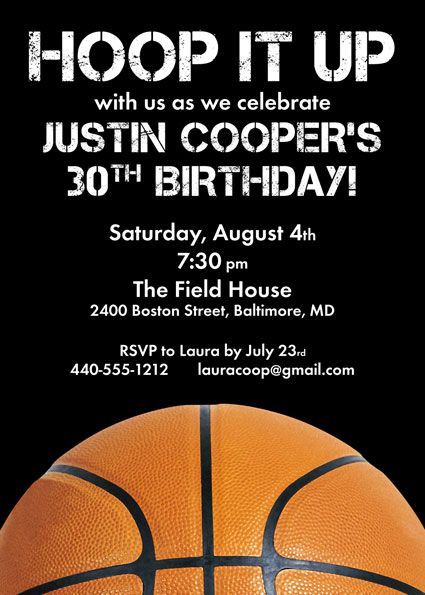 HOOP IT UP
with us as we celebrate
JUSTIN COOPER'S
30TH BIRTHDAY!
Saturday, August 4th
7:30 pm
The Field House
2400 Boston Street, Baltimore, MD
RSVP to Laura by July 23rd
440-555-1212 lauracoop@gmail.com